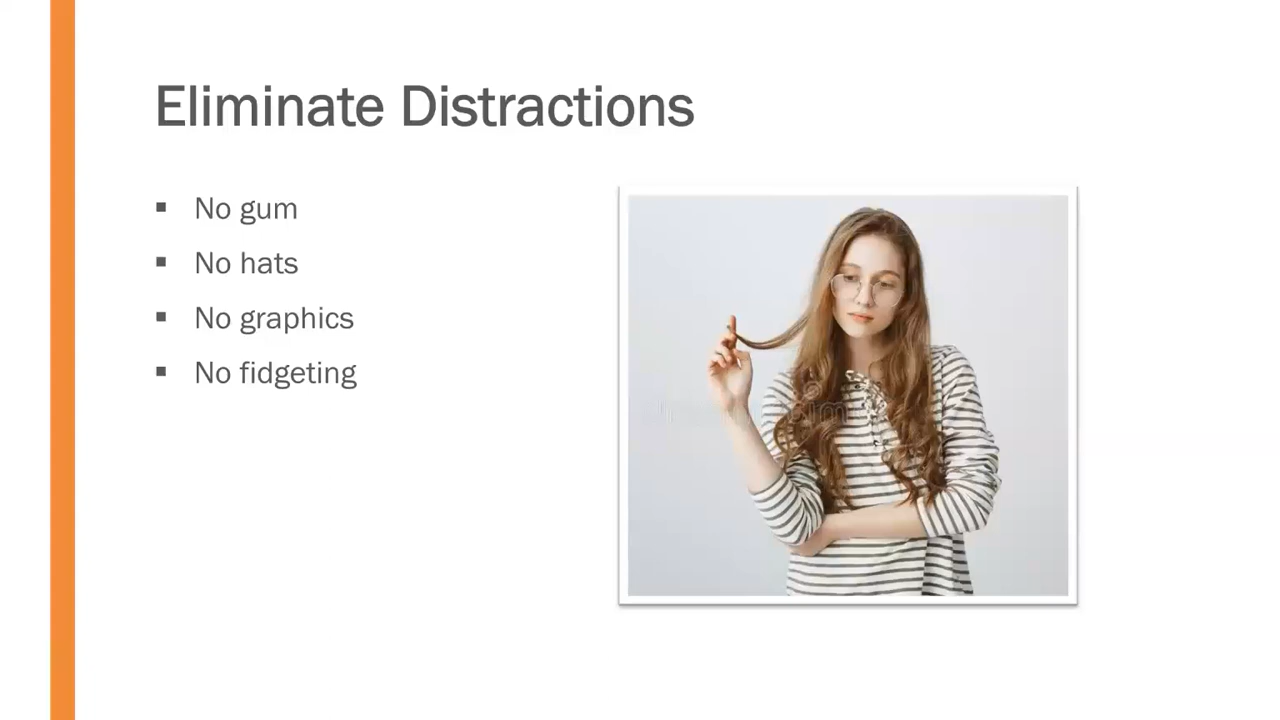 Eliminate Distractions
▪ No gum
▪ No hats
▪ No graphics
▪ No fidgeting